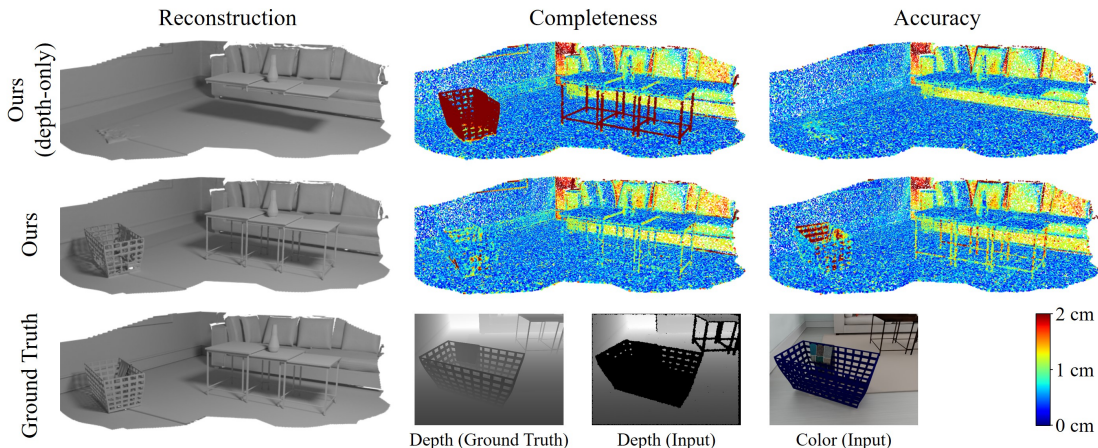 Reconstruction
Completeness
Accuracy
Ours
(depth-only)
Ours
Ground Truth
2 cm
1 cm
0 cm
Depth (Ground Truth)
Depth (Input)
Color (Input)